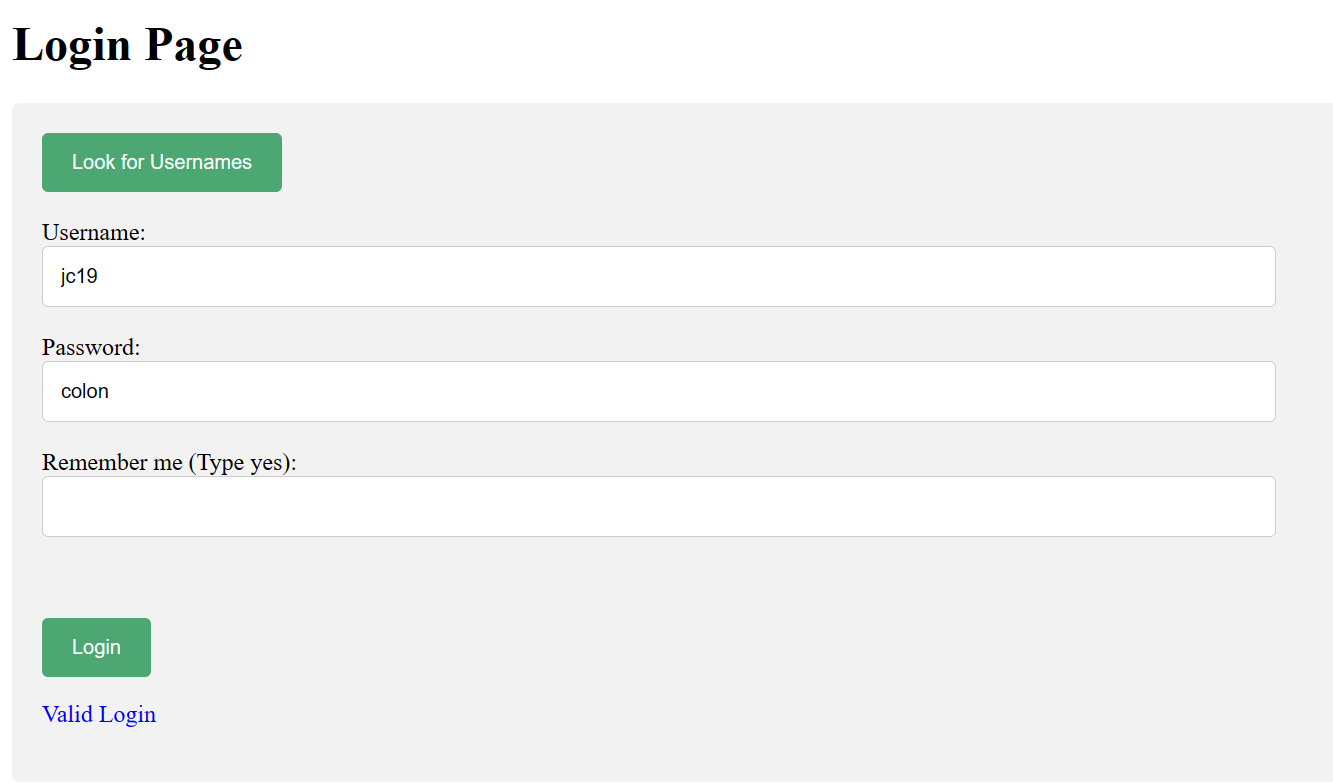 Login Page
Look for Usernames
Username:
jc19
Password:
colon
Remember me (Type yes):
Login
Valid Login